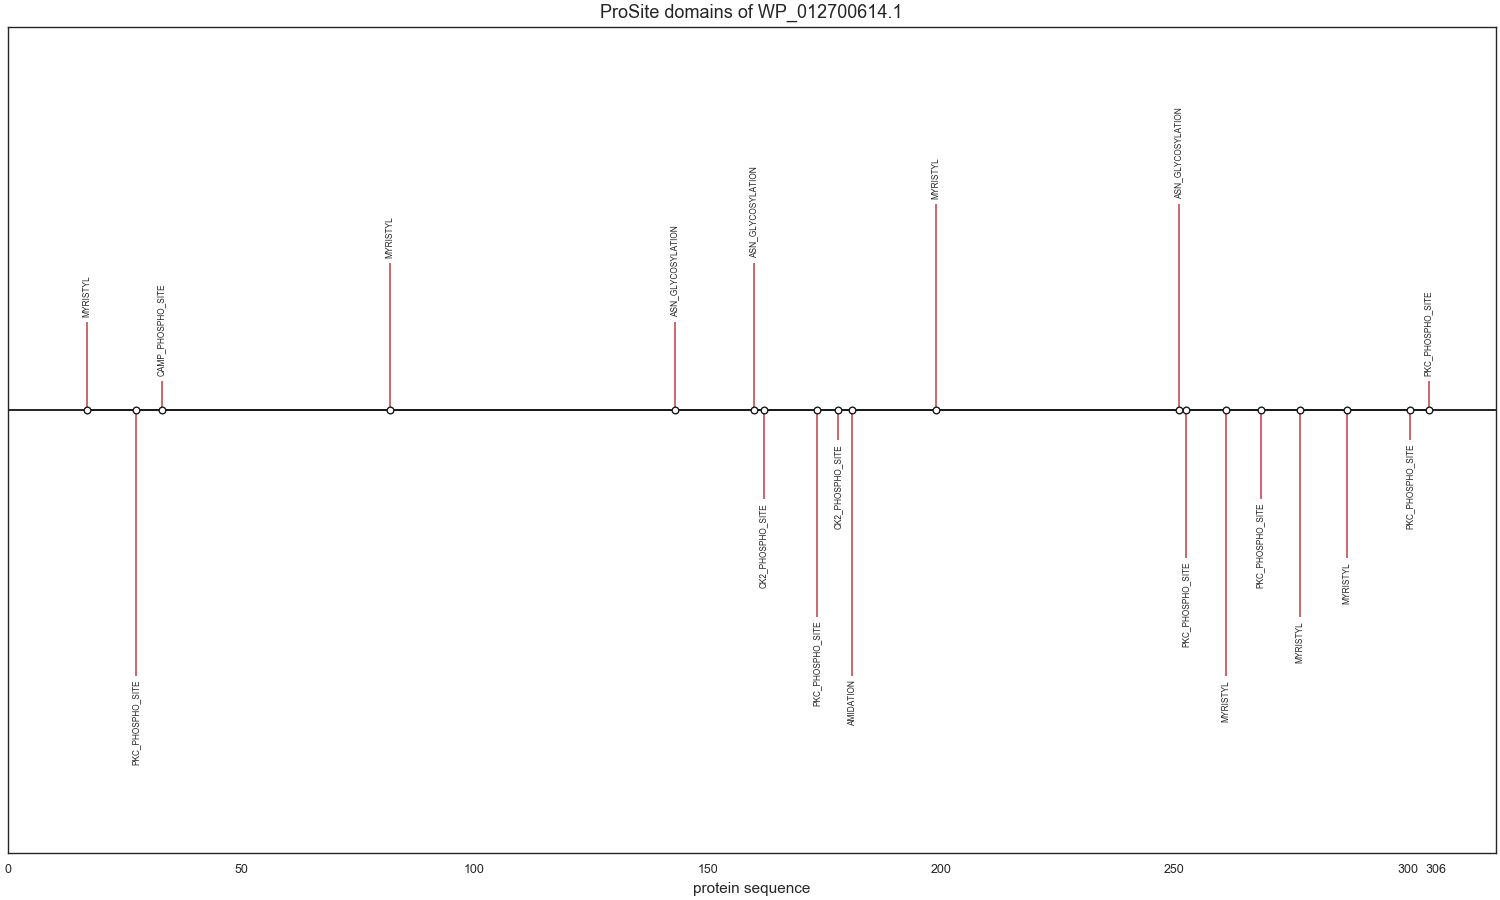 ProSite domains of WP_012700614.1
ASN_GLYCOSYLATION
MYRISTYL
ASN_GLYCOSYLATION
MYRISTYL
ASN_GLYCOSYLATION
MYRISTYL
CAMP_PHOSPHO_SITE
PKC_PHOSPHO_SITE
CK2_PHOSPHO_SITE
PKC_PHOSPHO_SITE
CK2_PHOSPHO_SITE
PKC_PHOSPHO_SITE
PKC_PHOSPHO_SITE
MYRISTYL
PKC_PHOSPHO_SITE
MYRISTYL
PKC_PHOSPHO_SITE
AMIDATION
MYRISTYL
0 50 100 150 200 250 300 306
protein sequence